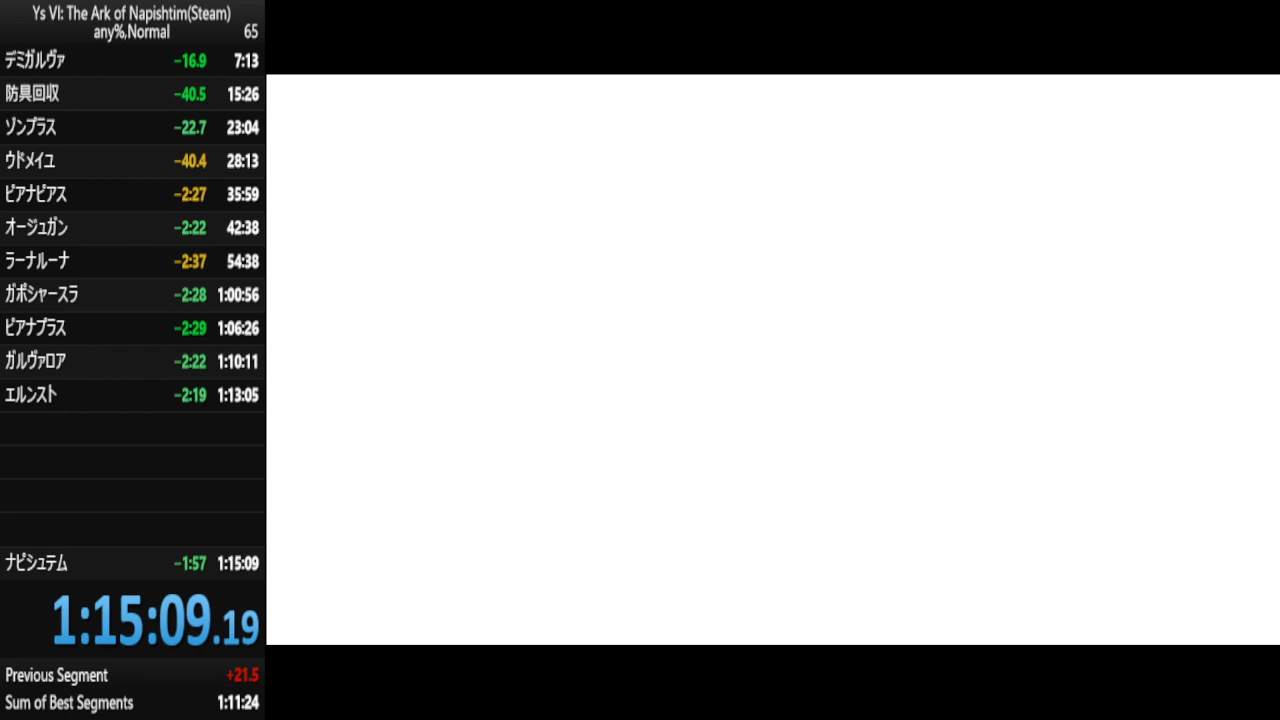 Ys VI: The Ark of Napishtim(Steam)
any%,Normal 65
デミガルヴァ -16.9 7:13
防具回収 -40.5 15:26
ゾンプラス -22.7 23:04
ウドメイユ -40.4 28:13
ピアナピアス -2:27 35:59
オージュガン -2:22 42:38
ラーナルーナ -2:37 54:38
ガポシャースラ -2:28 1:00:56
ピアナプラス -2:29 1:06:26
ガルヴァロア -2:22 1:10:11
エルンスト -2:19 1:13:05
ナピシュテム -1:57 1:15:09
1:15:09.19
Previous Segment +21.5
Sum of Best Segments 1:11:24